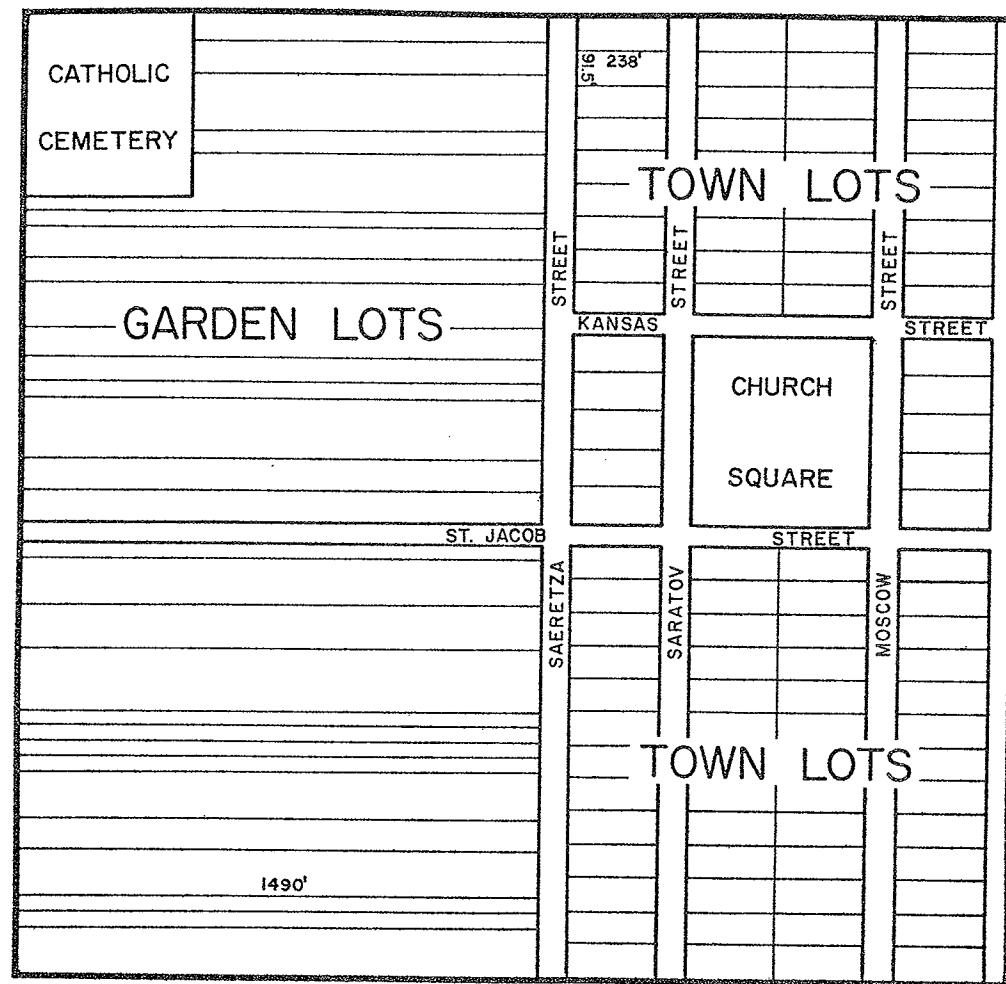 CATHOLIC
CEMETERY
91.5' 238'
TOWN LOTS
STREET
STREET
STREET
GARDEN LOTS
KANSAS
STREET
CHURCH
SQUARE
ST. JACOB
STREET
SAERETZA
SARATOV
MOSCOW
TOWN LOTS
1490'